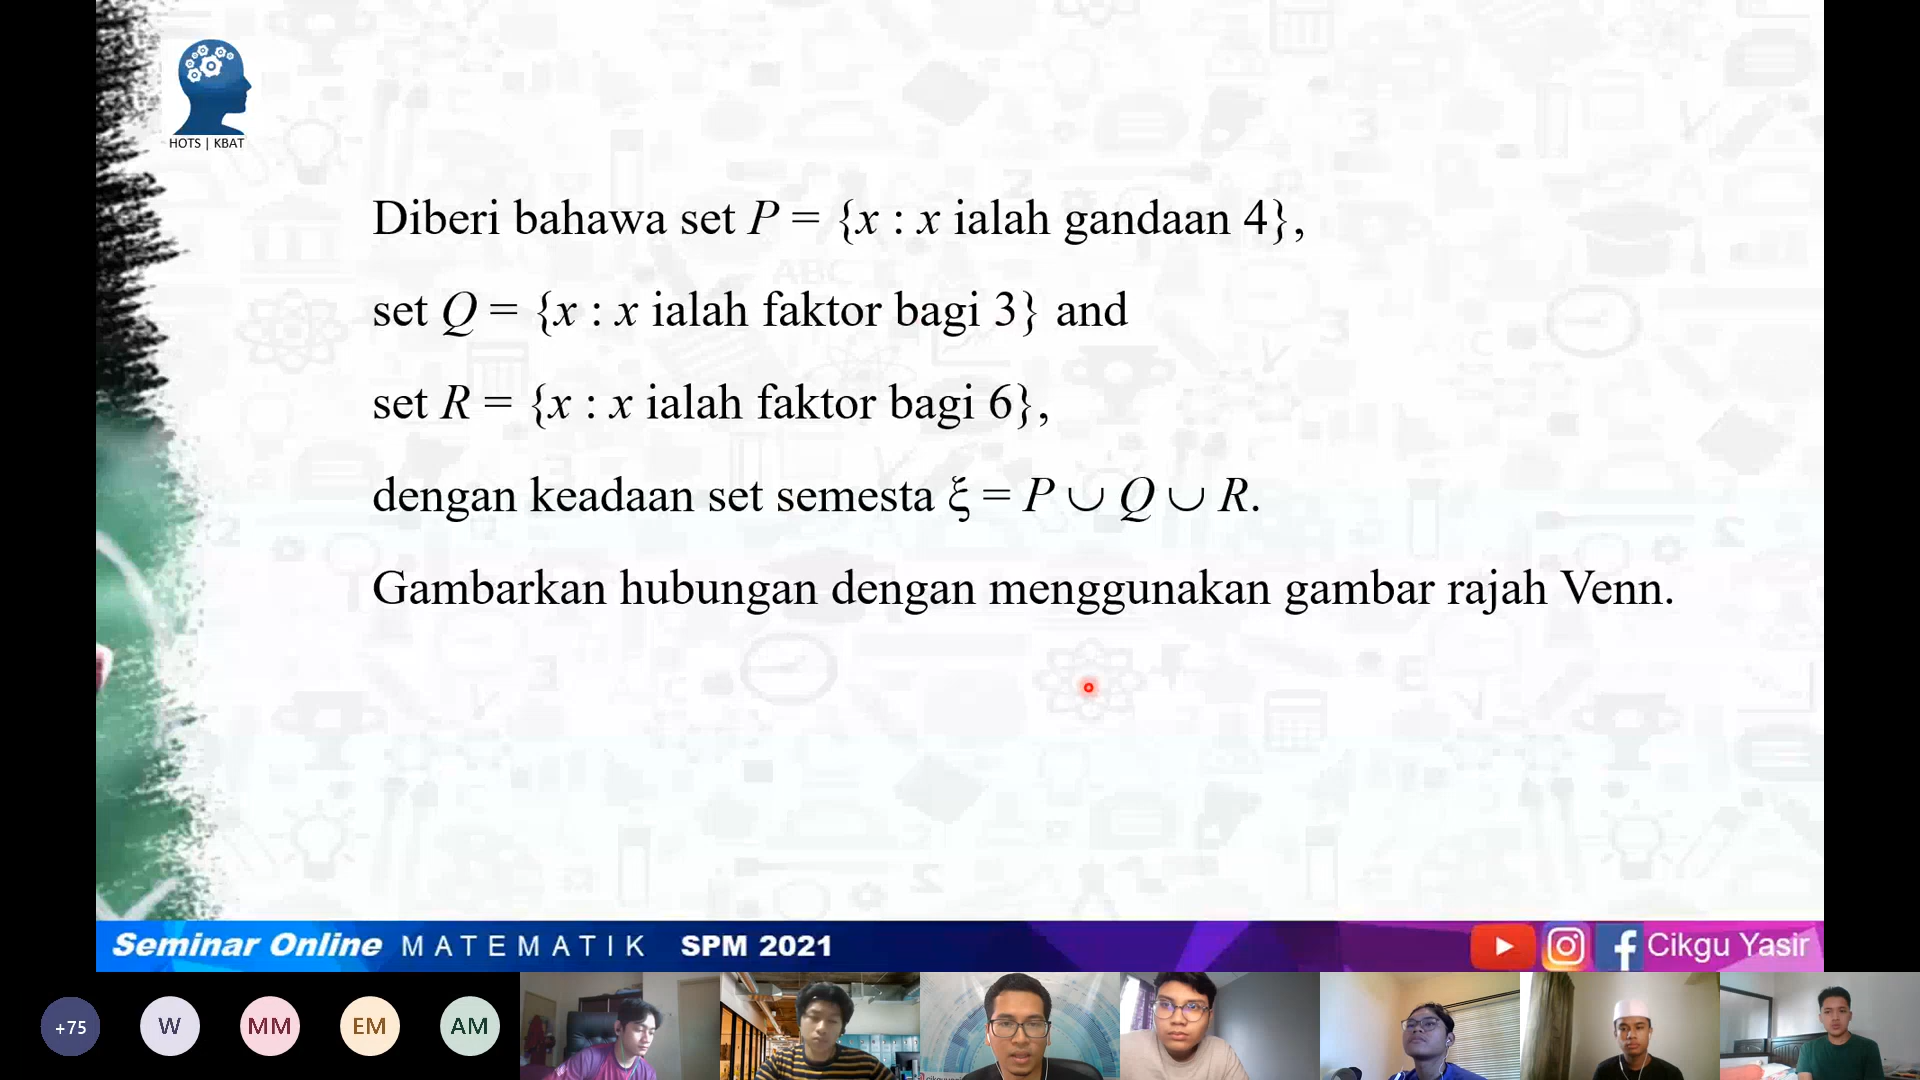 HOTS | KBAT
Diberi bahawa set P = {x : x ialah gandaan 4},
set Q = {x : x ialah faktor bagi 3} and
set R = {x : x ialah faktor bagi 6},
dengan keadaan set semesta ξ = P ∪ Q ∪ R.
Gambarkan hubungan dengan menggunakan gambar rajah Venn.
Seminar Online MATEMATIK SPM 2021
Cikgu Yasir
+75 W MM EM AM